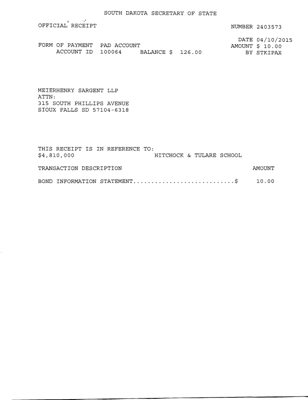 SOUTH DAKOTA SECRETARY OF STATE
OFFICIAL RECEIPT NUMBER 2403573
DATE 04/10/2015
FORM OF PAYMENT PAD ACCOUNT AMOUNT $ 10.00
ACCOUNT ID 100064 BALANCE $ 126.00 BY STKIPAX
MEIERHENRY SARGENT LLP
ATTN:
315 SOUTH PHILLIPS AVENUE
SIOUX FALLS SD 57104-6318
THIS RECEIPT IS IN REFERENCE TO:
$4,810,000 HITCHOCK & TULARE SCHOOL
TRANSACTION DESCRIPTION AMOUNT
BOND INFORMATION STATEMENT............................$ 10.00